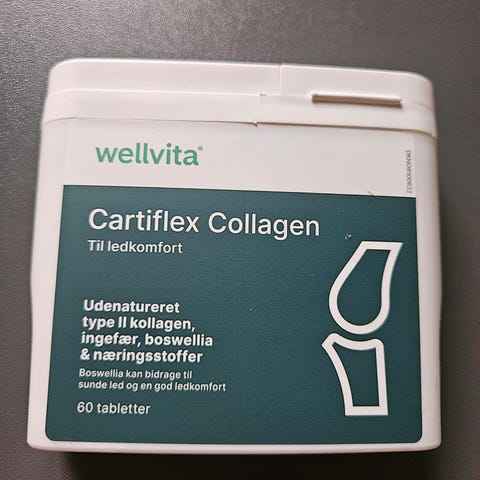 wellvita®
Cartiflex Collagen
Til ledkomfort
Udenatureret
type II kollagen,
ingefær, boswellia
& næringsstoffer
Boswellia kan bidrage til
sunde led og en god ledkomfort
60 tabletter